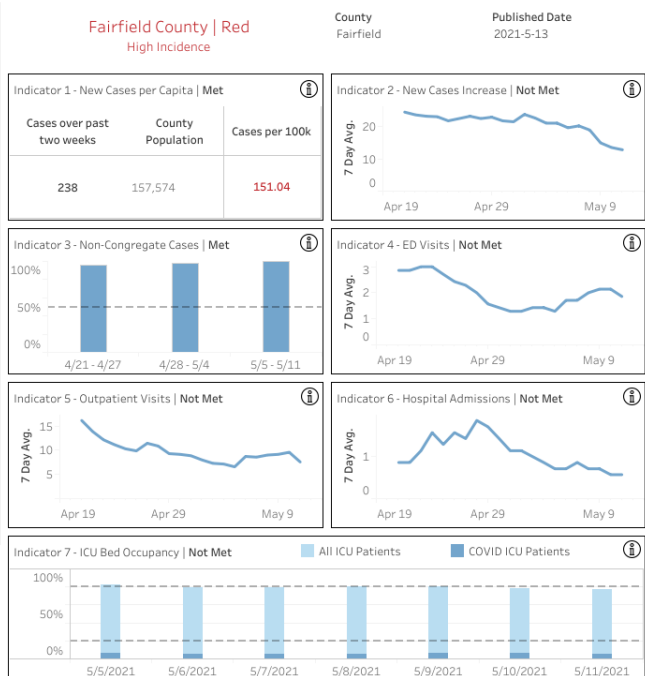 Fairfield County | Red
High Incidence
County
Fairfield
Published Date
2021-5-13
Indicator 1 - New Cases per Capita | Met
Cases over past
two weeks
County
Population
Cases per 100k
238
157,574
151.04
Indicator 2 - New Cases Increase | Not Met
7 Day Avg.
20
10
0
Apr 19
Apr 29
May 9
Indicator 3 - Non-Congregate Cases | Met
100%
50%
0%
4/21 - 4/27
4/28 - 5/4
5/5 - 5/11
Indicator 4 - ED Visits | Not Met
7 Day Avg.
3
2
1
0
Apr 19
Apr 29
May 9
Indicator 5 - Outpatient Visits | Not Met
7 Day Avg.
15
10
5
Apr 19
Apr 29
May 9
Indicator 6 - Hospital Admissions | Not Met
7 Day Avg.
1
0
Apr 19
Apr 29
May 9
Indicator 7 - ICU Bed Occupancy | Not Met
All ICU Patients
COVID ICU Patients
100%
50%
0%
5/5/2021
5/6/2021
5/7/2021
5/8/2021
5/9/2021
5/10/2021
5/11/2021